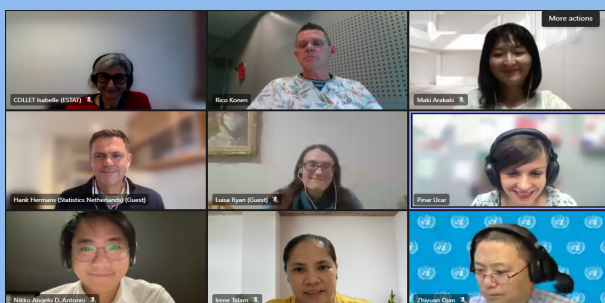 More actions
COLLET Isabelle (ESTAT)
Rico Konen
Maki Arakaki
Hank Hermans (Statistics Netherlands) (Guest)
Luisa Ryan (Guest)
Pinar Ucar
Nikko Angelo D. Antonio
Irene Talam
Zhiyuan Qian